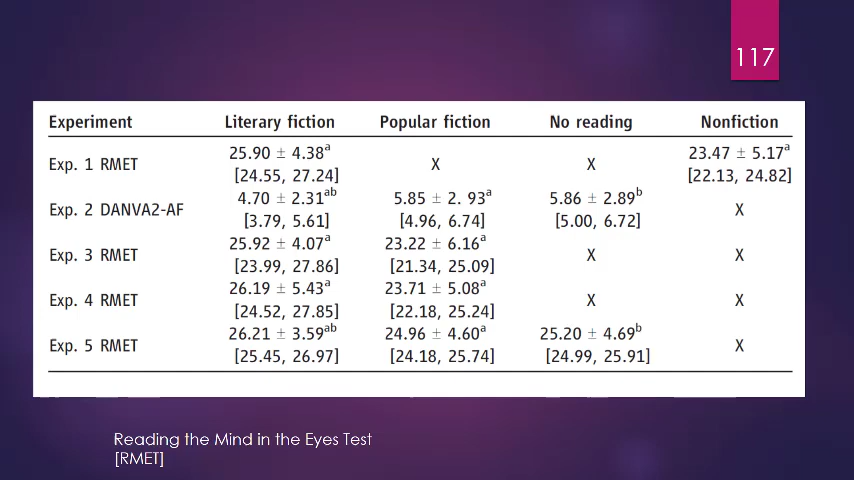 117
Experiment Literary fiction Popular fiction No reading Nonfiction
Exp. 1 RMET 25.90 ± 4.38a [24.55, 27.24] X X 23.47 ± 5.17a [22.13, 24.82]
Exp. 2 DANVA2-AF 4.70 ± 2.31ab [3.79, 5.61] 5.85 ± 2. 93a [4.96, 6.74] 5.86 ± 2.89b [5.00, 6.72] X
Exp. 3 RMET 25.92 ± 4.07a [23.99, 27.86] 23.22 ± 6.16a [21.34, 25.09] X X
Exp. 4 RMET 26.19 ± 5.43a [24.52, 27.85] 23.71 ± 5.08a [22.18, 25.24] X X
Exp. 5 RMET 26.21 ± 3.59ab [25.45, 26.97] 24.96 ± 4.60a [24.18, 25.74] 25.20 ± 4.69b [24.99, 25.91] X
Reading the Mind in the Eyes Test
[RMET]